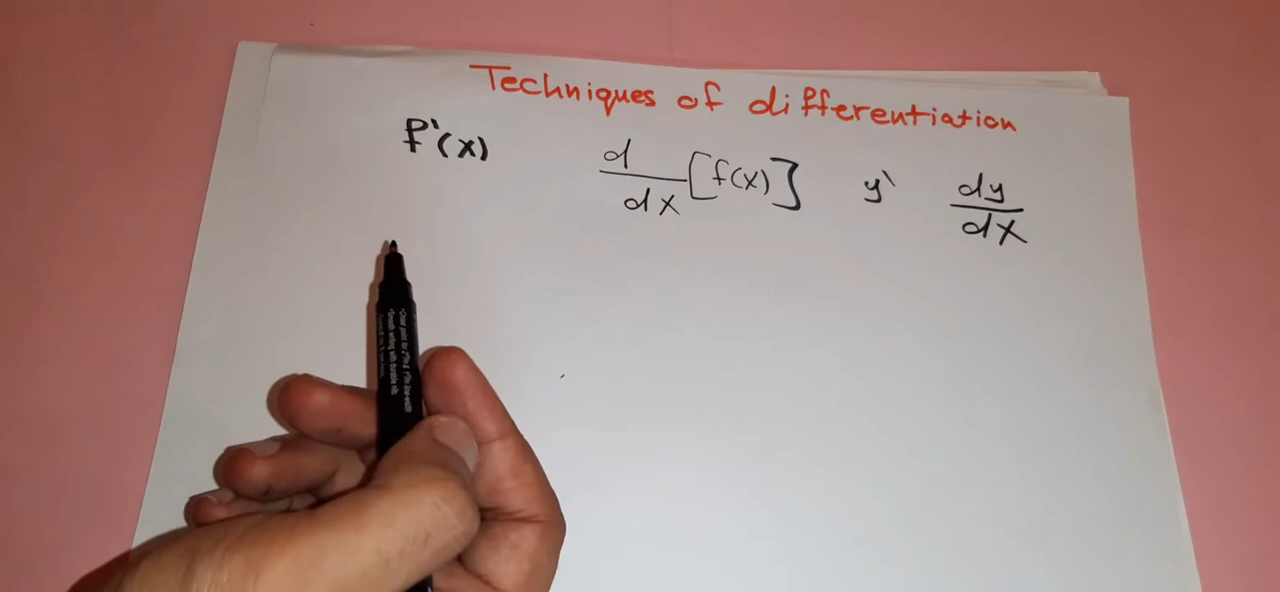 Techniques of differentiation
f'(x) d/dx [f(x)] y' dy/dx